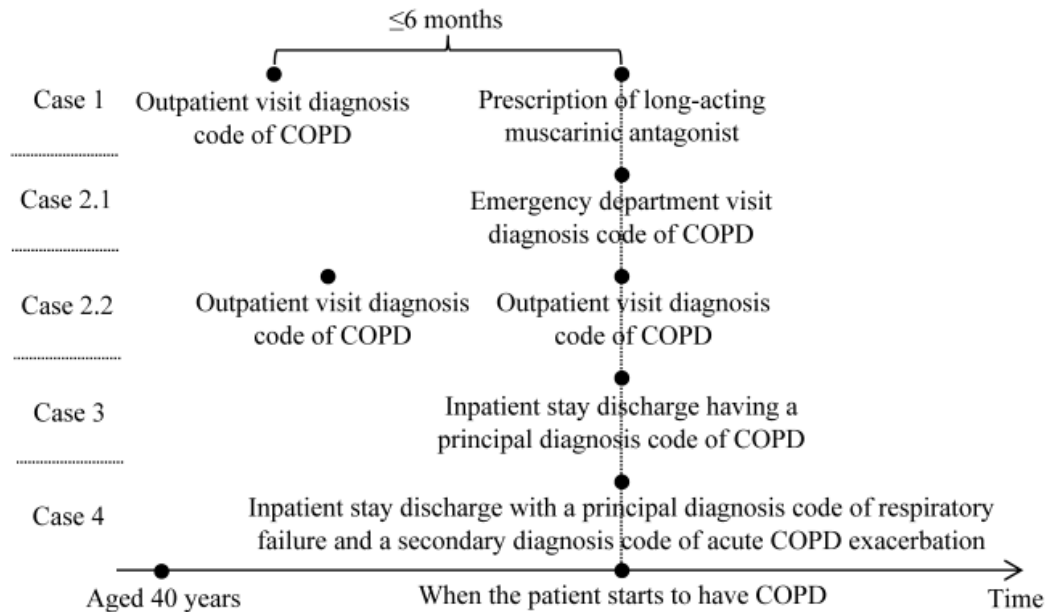 ≤6 months
Case 1
Outpatient visit diagnosis
code of COPD
Prescription of long-acting
muscarinic antagonist
Case 2.1
Emergency department visit
diagnosis code of COPD
Case 2.2
Outpatient visit diagnosis
code of COPD
Outpatient visit diagnosis
code of COPD
Case 3
Inpatient stay discharge having a
principal diagnosis code of COPD
Case 4
Inpatient stay discharge with a principal diagnosis code of respiratory
failure and a secondary diagnosis code of acute COPD exacerbation
Aged 40 years
When the patient starts to have COPD
Time